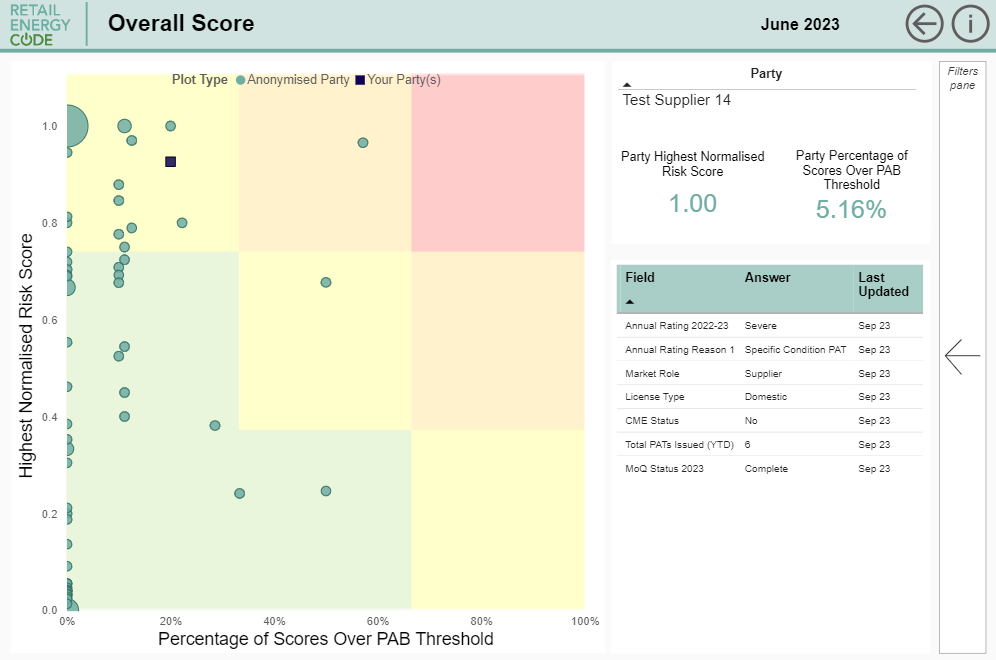 RETAIL
ENERGY
CODE
Overall Score
June 2023
i
Plot Type Anonymised Party Your Party(s)
Highest Normalised Risk Score
1.0
0.8
0.6
0.4
0.2
0.0
0% 20% 40% 60% 80% 100%
Percentage of Scores Over PAB Threshold
Party
Test Supplier 14
Party Highest Normalised
Risk Score
1.00
Party Percentage of
Scores Over PAB
Threshold
5.16%
Field Answer Last
Updated
Annual Rating 2022-23 Severe Sep 23
Annual Rating Reason 1 Specific Condition PAT Sep 23
Market Role Supplier Sep 23
License Type Domestic Sep 23
CME Status No Sep 23
Total PATs Issued (YTD) 6 Sep 23
MoQ Status 2023 Complete Sep 23
Filters
pane